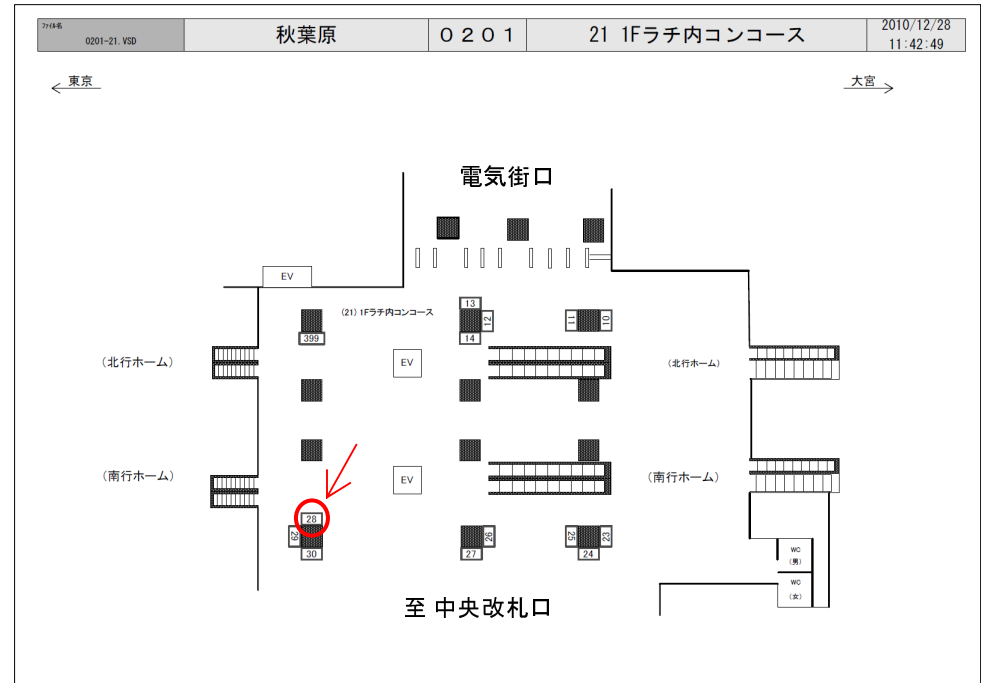 ファイル名
0201-21.VSD
秋葉原
0201
21 1Fラチ内コンコース
2010/12/28
11:42:49
東京
大宮
電気街口
EV
(21)1Fラチ内コンコース
13
12
14
11
10
399
(北行ホーム)
EV
(北行ホーム)
(南行ホーム)
EV
(南行ホーム)
28
29
30
26
27
25
23
24
WC
(男)
WC
(女)
至 中央改札口